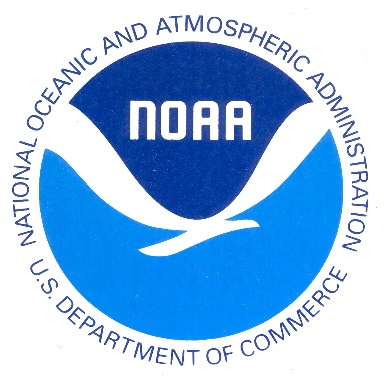 NATIONAL OCEANIC AND ATMOSPHERIC ADMINISTRATION
NOAA
U.S. DEPARTMENT OF COMMERCE